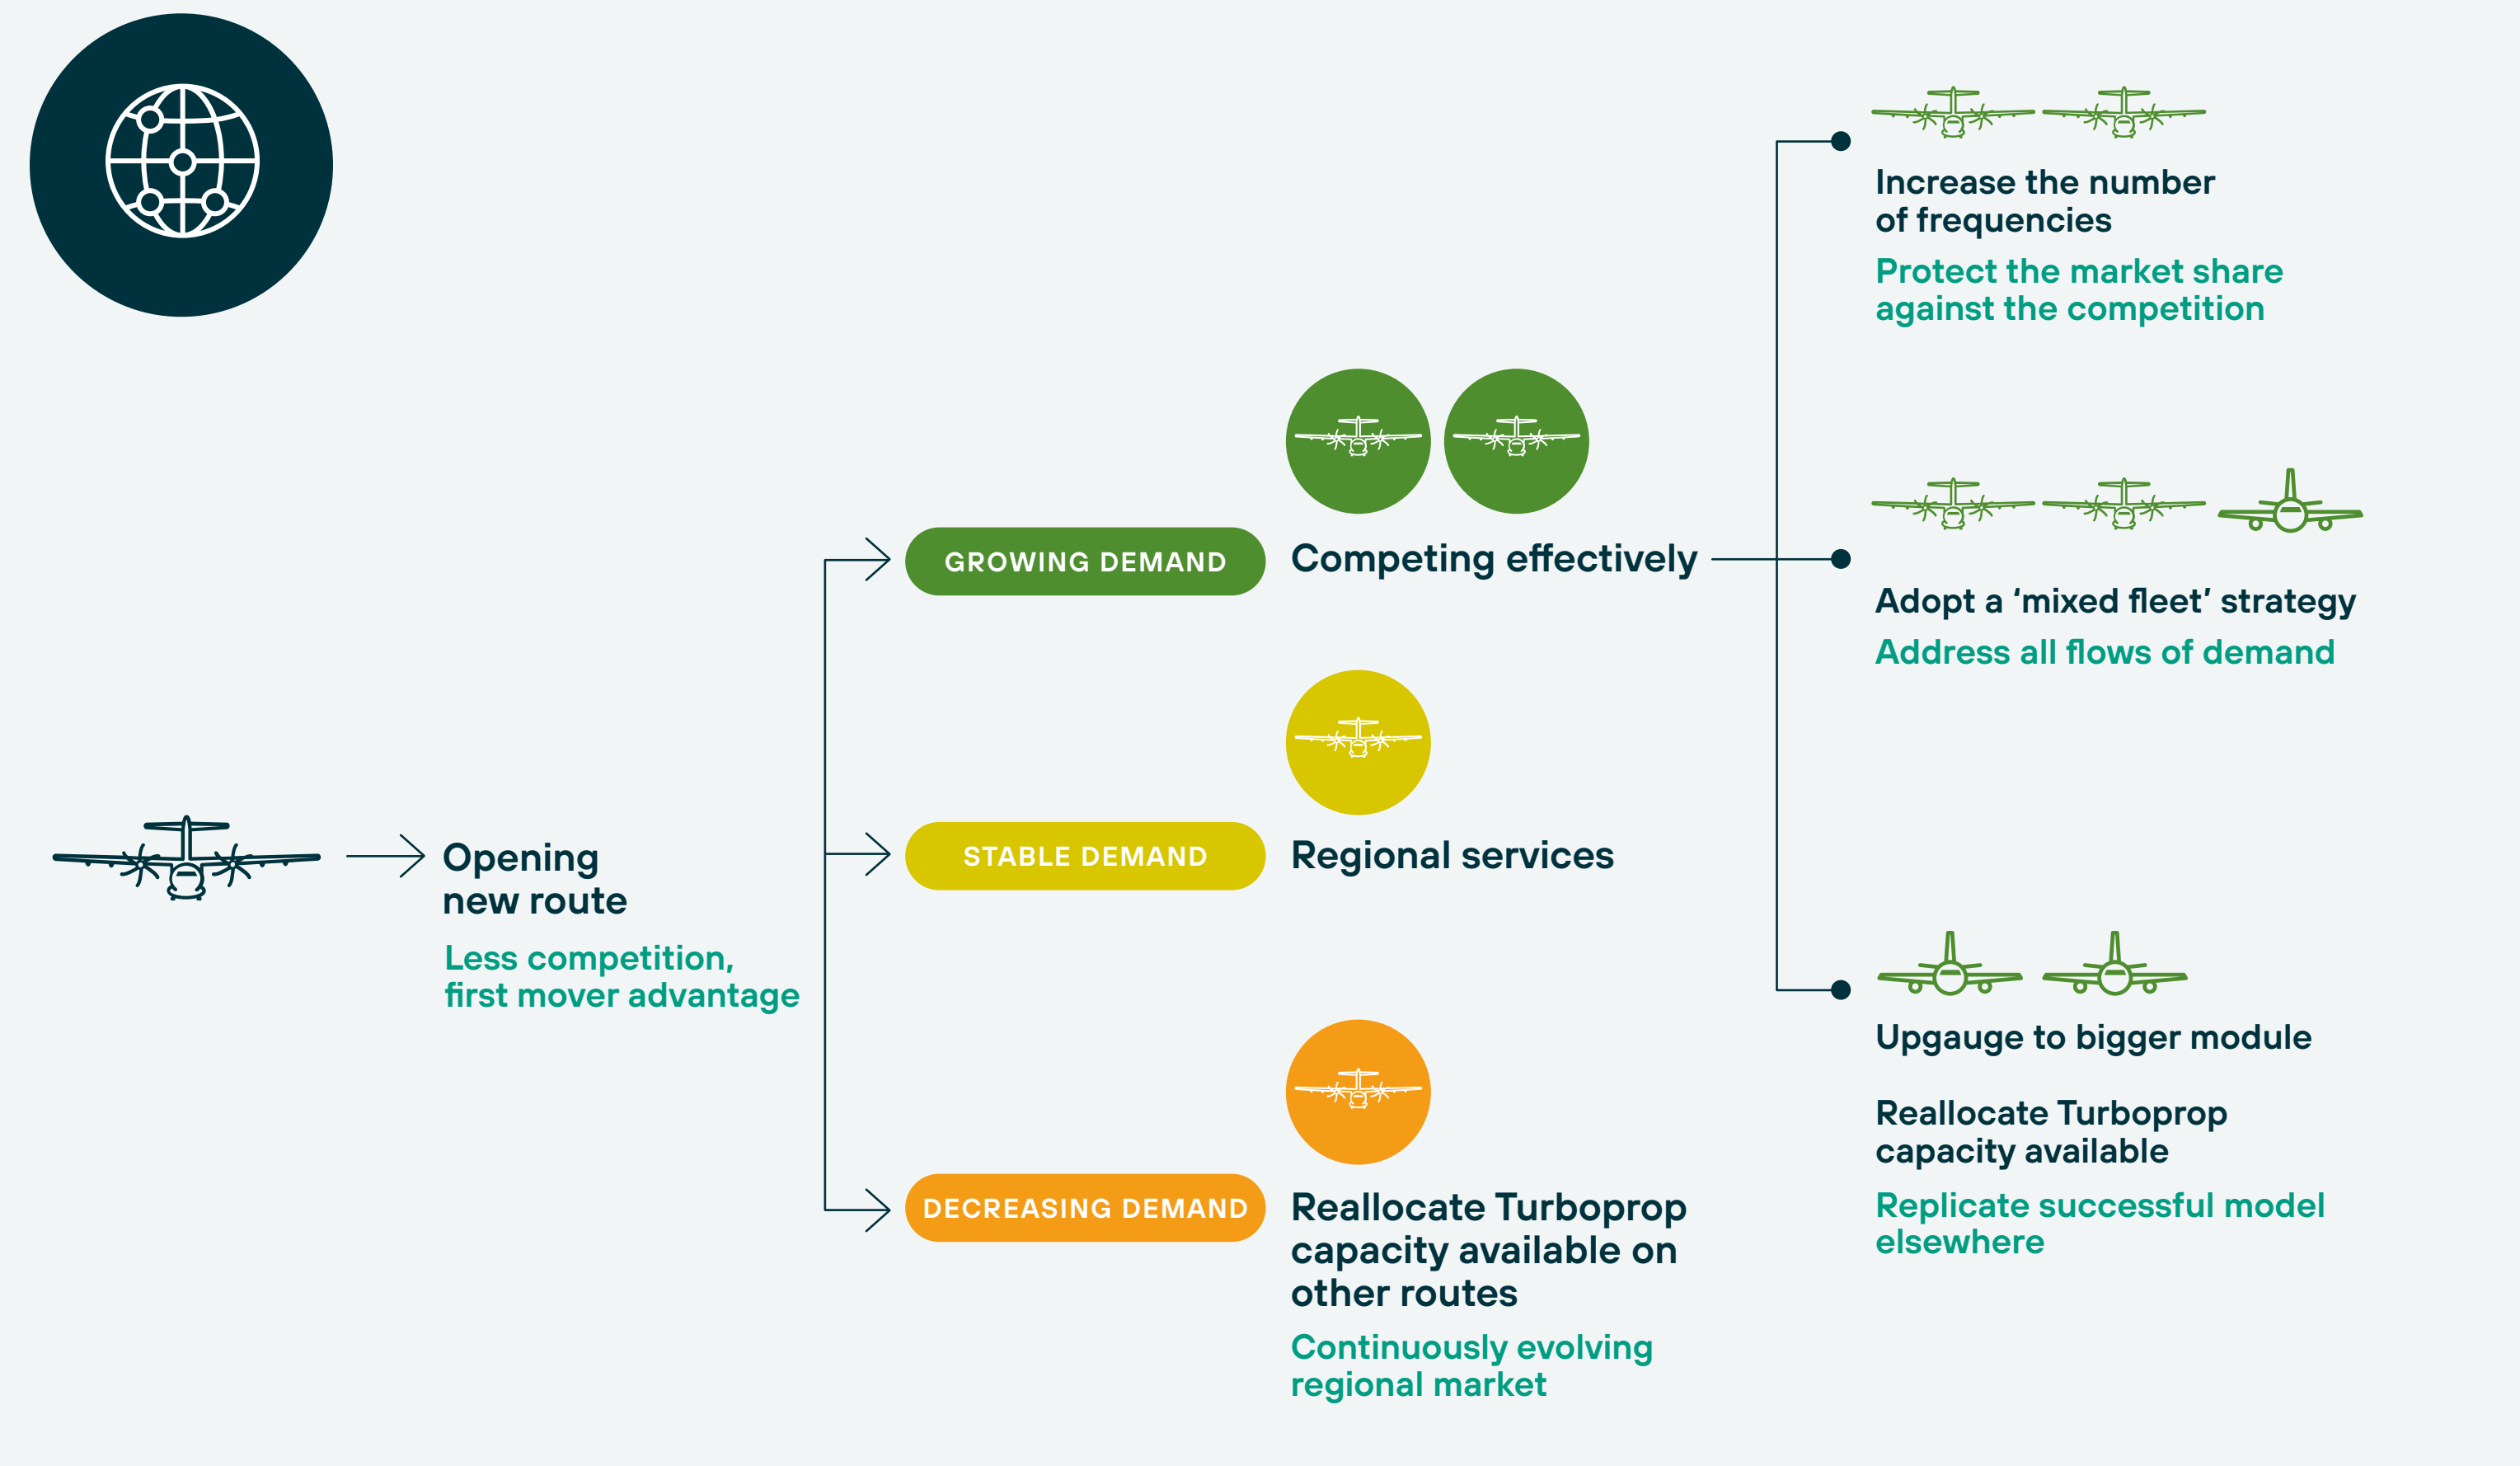 Opening
new route
Less competition,
first mover advantage
GROWING DEMAND
Competing effectively
STABLE DEMAND
Regional services
DECREASING DEMAND
Reallocate Turboprop
capacity available on
other routes
Continuously evolving
regional market
Increase the number
of frequencies
Protect the market share
against the competition
Adopt a ‘mixed fleet’ strategy
Address all flows of demand
Upgauge to bigger module
Reallocate Turboprop
capacity available
Replicate successful model
elsewhere